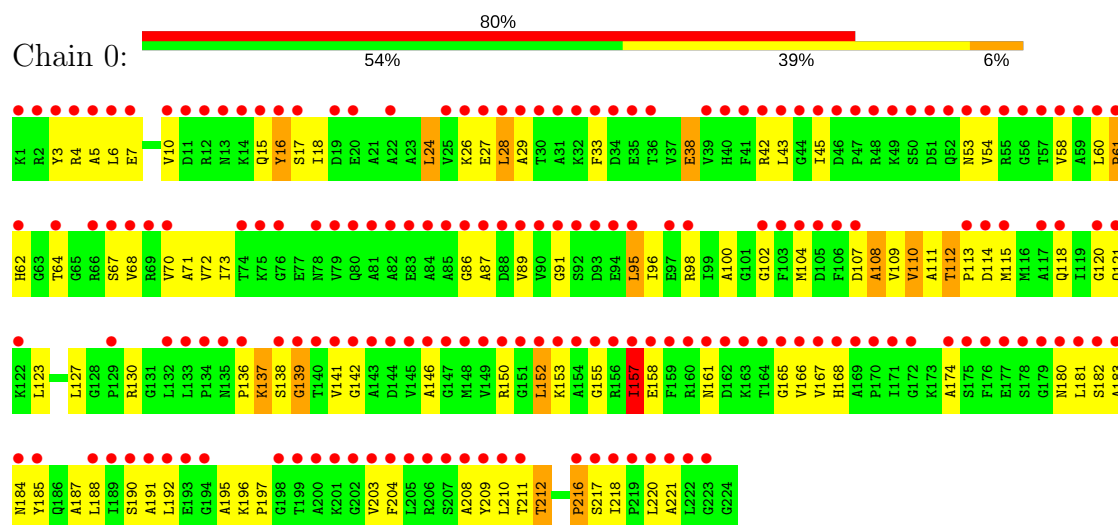 Chain 0:
80%
54% 39% 6%
K1 R2 Y3 R4 A5 L6 E7 V10 D11 R12 N13 K14 Q15 Y16 S17 I18 D19 E20 A21 A22 A23 L24 V25 K26 E27 L28 A29 T30 A31 K32 F33 D34 E35 T36 V37 E38 V39 H40 F41 R42 L43 G44 I45 D46 P47 R48 K49 S50 D51 Q52 N53 V54 R55 G56 T57 V58 A59 L60 P61
H62 G63 T64 G65 R66 S67 V68 R69 V70 A71 V72 I73 T74 K75 G76 E77 N78 V79 Q80 A81 A82 E83 A84 A85 G86 A87 D88 V89 V90 G91 S92 D93 E94 L95 I96 E97 R98 I99 A100 G101 G102 F103 M104 D105 F106 D107 A108 V109 V110 A111 T112 P113 D114 M115 M116 A117 Q118 I119 G120 Q121
K122 L123 L127 G128 P129 R130 G131 L132 L133 P134 N135 P136 K137 S138 G139 T140 V141 G142 A143 D144 V145 A146 G147 M148 V149 R150 G151 L152 K153 A154 G155 R156 I157 E158 F159 R160 N161 D162 K163 T164 G165 V166 V167 H168 A169 P170 I171 G172 K173 A174 S175 F176 E177 S178 G179 N180 L181 S182 A183
N184 Y185 Q186 A187 L188 I189 S190 A191 L192 E193 G194 A195 K196 P197 G198 T199 A200 K201 G202 V203 F204 L205 R206 S207 A208 Y209 L210 T211 T212 P216 S217 I218 P219 L220 A221 L222 G223 G224